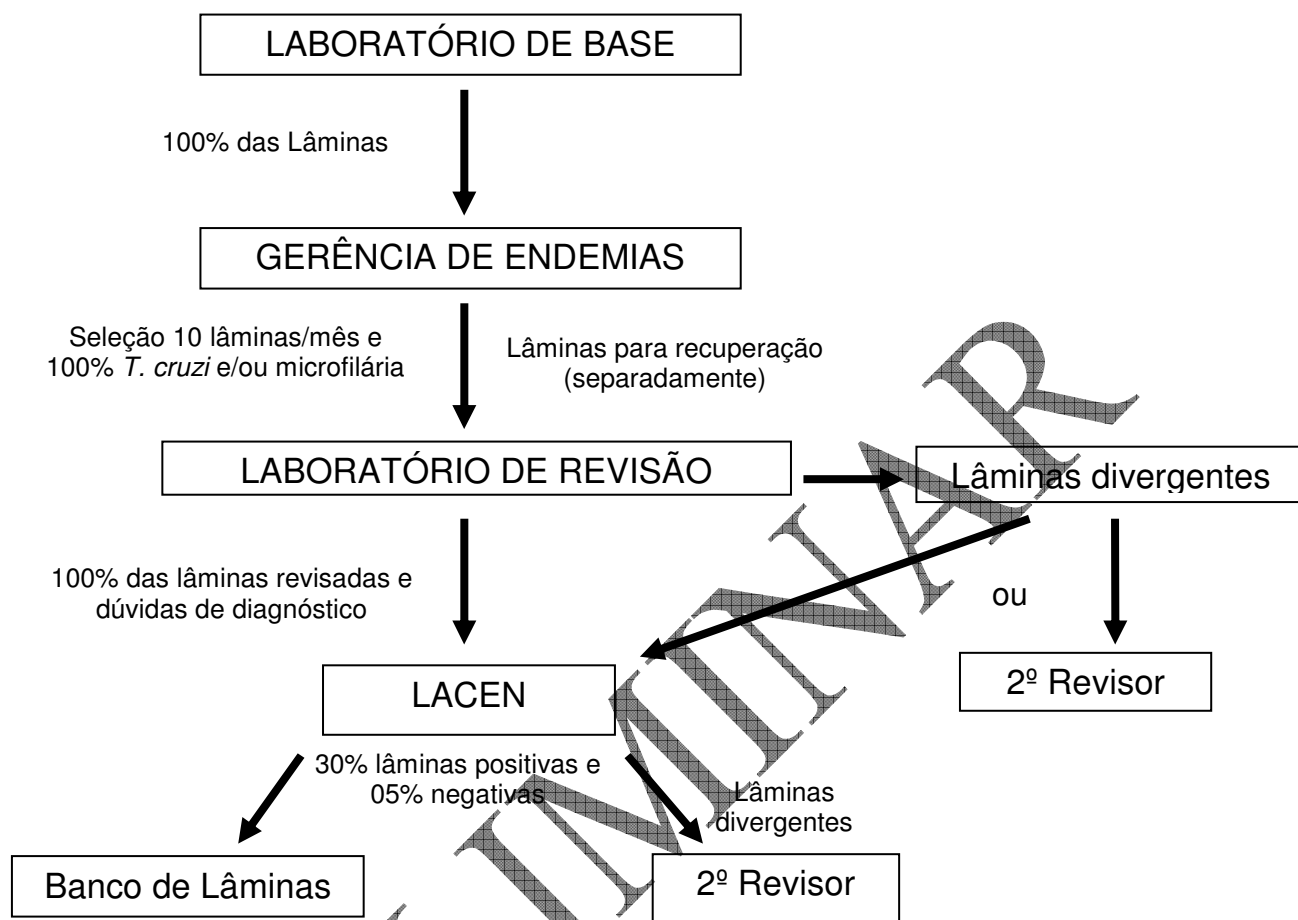 LABORATÓRIO DE BASE
100% das Lâminas
GERÊNCIA DE ENDEMIAS
Seleção 10 lâminas/mês e
100% T. cruzi e/ou microfilária
Lâminas para recuperação
(separadamente)
LABORATÓRIO DE REVISÃO
Lâminas divergentes
100% das lâminas revisadas e
dúvidas de diagnóstico
ou
LACEN
2º Revisor
30% lâminas positivas e
05% negativas
Lâminas
divergentes
Banco de Lâminas
2º Revisor
IMINAR